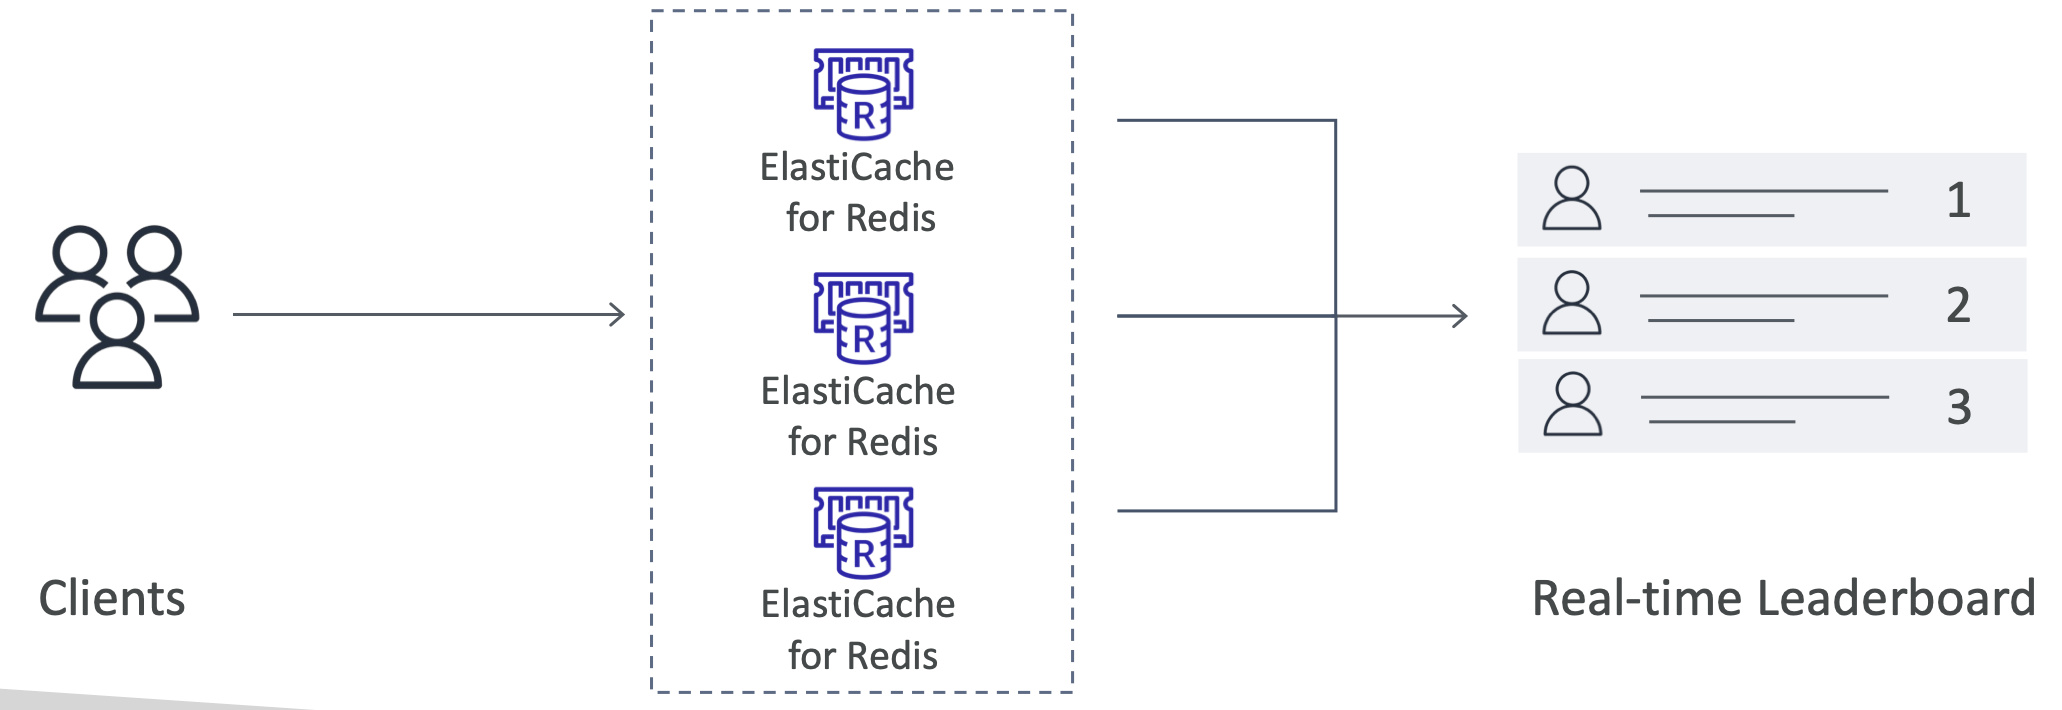 R
ElastiCache
for Redis
R
ElastiCache
for Redis
R
ElastiCache
for Redis
Clients
1
2
3
Real-time Leaderboard